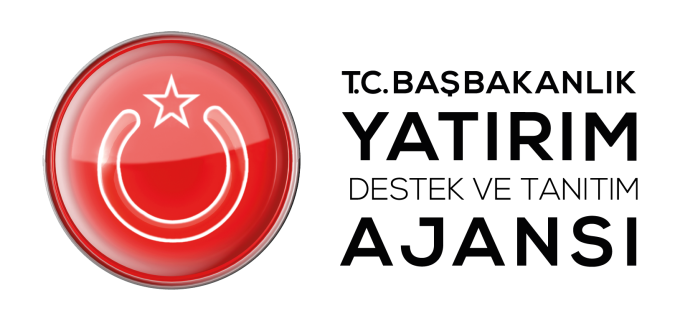 T.C. BAŞBAKANLIK
YATIRIM
DESTEK VE TANITIM
AJANSI